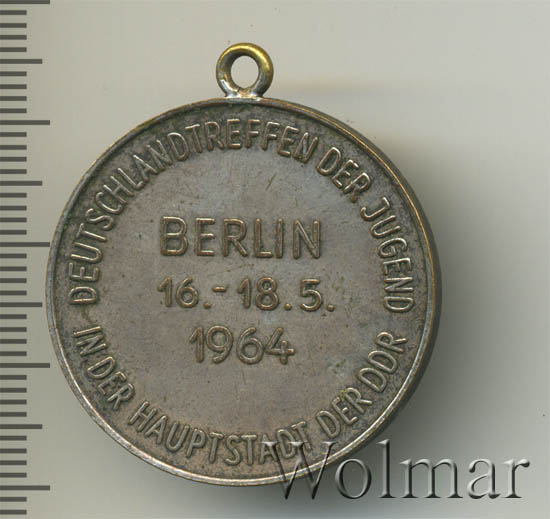 DEUTSCHLANDTREFFEN DER JUGEND
BERLIN
16.-18.5.
1964
IN DER HAUPTSTADT DER DDR
Wolmar